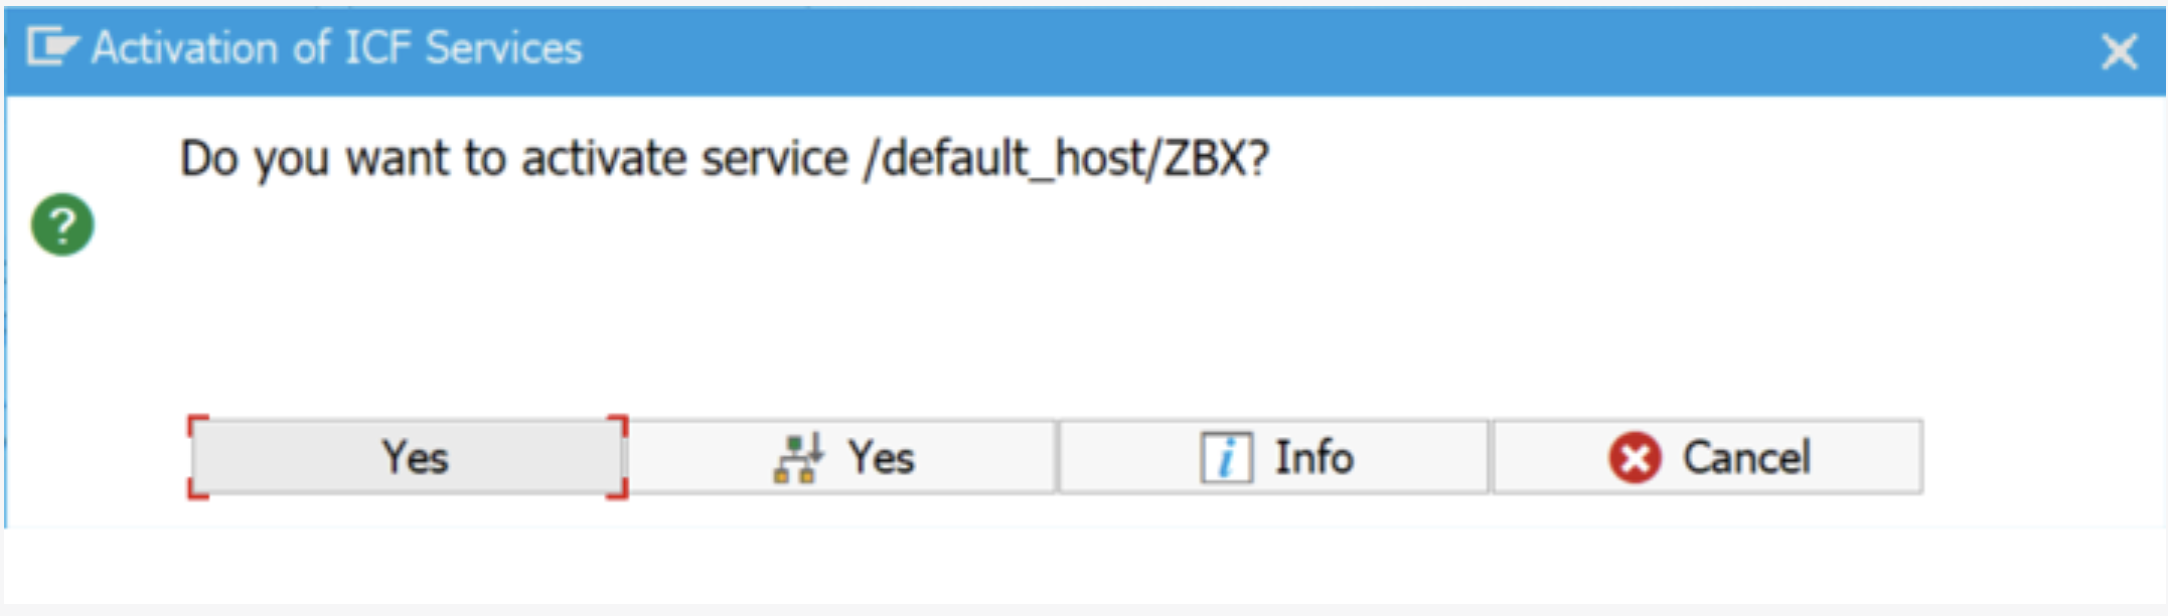 Activation of ICF Services
Do you want to activate service /default_host/ZBX?
Yes
Yes
Info
Cancel